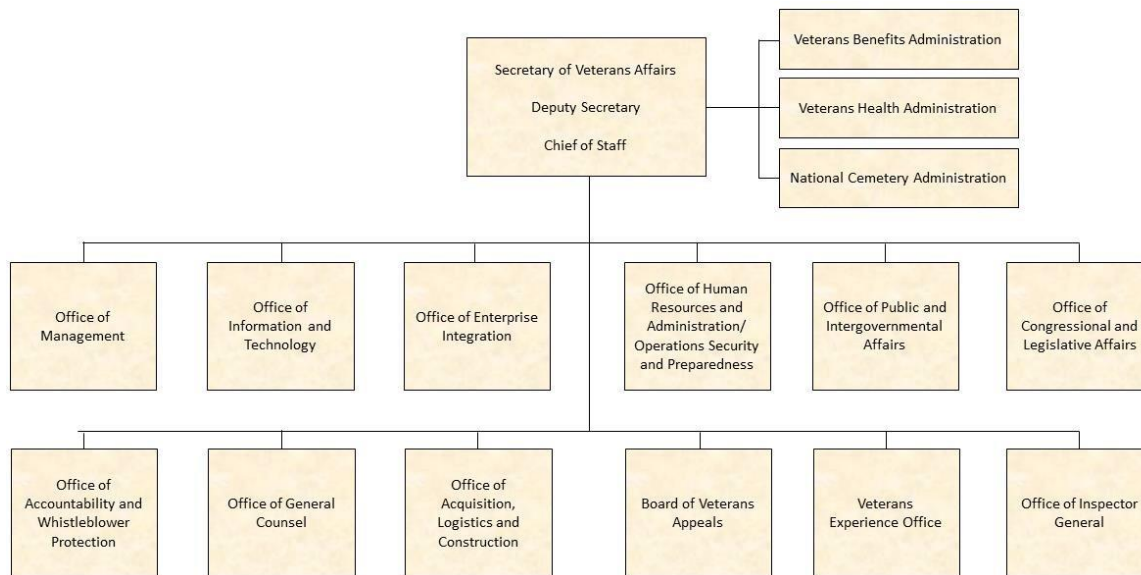 Secretary of Veterans Affairs
Deputy Secretary
Chief of Staff
Veterans Benefits Administration
Veterans Health Administration
National Cemetery Administration
Office of
Management
Office of
Information and
Technology
Office of Enterprise
Integration
Office of Human
Resources and
Administration/
Operations Security
and Preparedness
Office of Public and
Intergovernmental
Affairs
Office of
Congressional and
Legislative Affairs
Office of
Accountability and
Whistleblower
Protection
Office of General
Counsel
Office of
Acquisition,
Logistics and
Construction
Board of Veterans
Appeals
Veterans
Experience Office
Office of Inspector
General